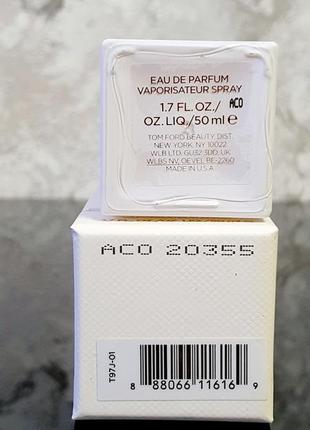 EAU DE PARFUM
VAPORISATEUR SPRAY
1.7 FL.OZ./ ACO
OZ. LIQ./50 ml e
TOM FORD BEAUTY, DIST.
NEW YORK, NY 10022
WLB LTD. GU32 3DD, UK
WLBS NV, OEVEL BE-2260
MADE IN U.S.A.
ACO 20355
T97J-01
8 88066 11616 9